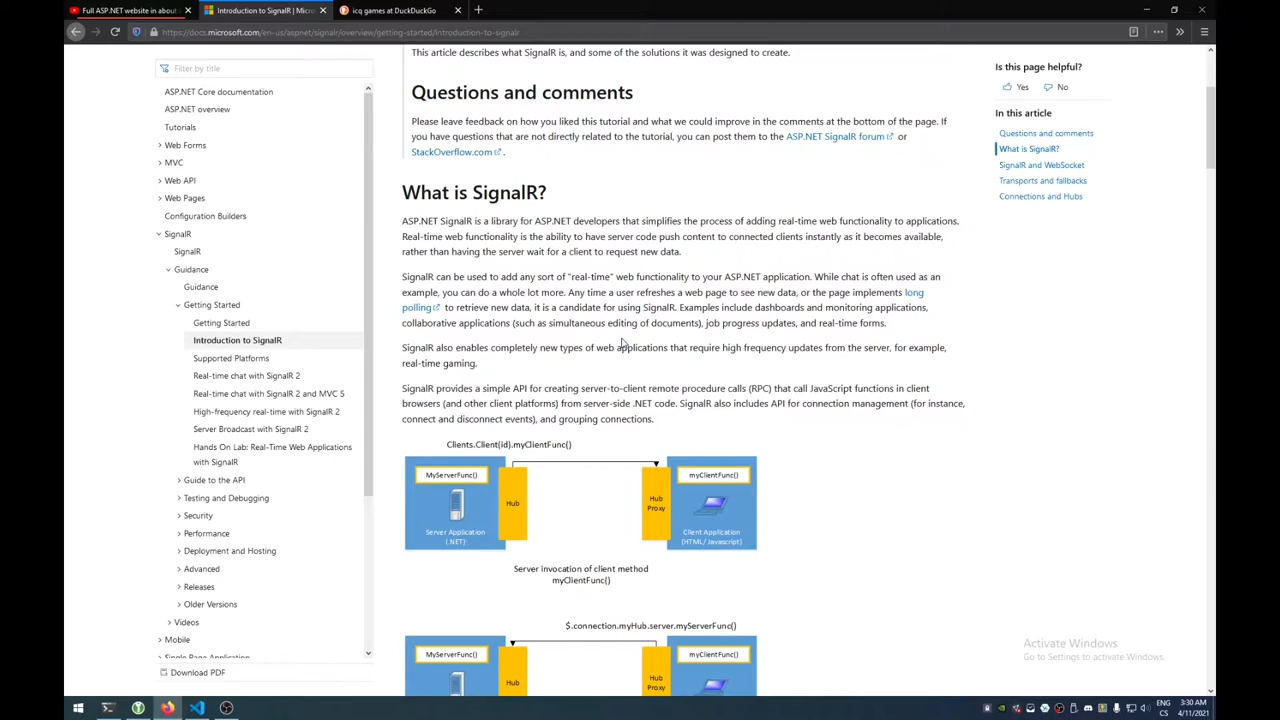 Full ASP.NET website in about
Introduction to SignalR | Micr
icq games at DuckDuckGo
https://docs.microsoft.com/en-us/aspnet/signalr/overview/getting-started/introduction-to-signalr
Filter by title
ASP.NET Core documentation
ASP.NET overview
Tutorials
Web Forms
MVC
Web API
Web Pages
Configuration Builders
SignalR
SignalR
Guidance
Guidance
Getting Started
Getting Started
Introduction to SignalR
Supported Platforms
Real-time chat with SignalR 2
Real-time chat with SignalR 2 and MVC 5
High-frequency real-time with SignalR 2
Server Broadcast with SignalR 2
Hands On Lab: Real-Time Web Applications
with SignalR
Guide to the API
Testing and Debugging
Security
Performance
Deployment and Hosting
Advanced
Releases
Older Versions
Videos
Mobile
Single Page Application
Download PDF
This article describes what SignalR is, and some of the solutions it was designed to create.
Questions and comments
Please leave feedback on how you liked this tutorial and what we could improve in the comments at the bottom of the page. If
you have questions that are not directly related to the tutorial, you can post them to the ASP.NET SignalR forum or
StackOverflow.com.
What is SignalR?
ASP.NET SignalR is a library for ASP.NET developers that simplifies the process of adding real-time web functionality to applications.
Real-time web functionality is the ability to have server code push content to connected clients instantly as it becomes available,
rather than having the server wait for a client to request new data.
SignalR can be used to add any sort of "real-time" web functionality to your ASP.NET application. While chat is often used as an
example, you can do a whole lot more. Any time a user refreshes a web page to see new data, or the page implements long
polling to retrieve new data, it is a candidate for using SignalR. Examples include dashboards and monitoring applications,
collaborative applications (such as simultaneous editing of documents), job progress updates, and real-time forms.
SignalR also enables completely new types of web applications that require high frequency updates from the server, for example,
real-time gaming.
SignalR provides a simple API for creating server-to-client remote procedure calls (RPC) that call JavaScript functions in client
browsers (and other client platforms) from server-side .NET code. SignalR also includes API for connection management (for instance,
connect and disconnect events), and grouping connections.
Clients.Client(id).myClientFunc()
MyServerFunc()
Hub
Server Application
(.NET)
Hub
Proxy
myClientFunc()
Client Application
(HTML/ Javascript)
Server invocation of client method
myClientFunc()
$.connection.myHub.server.myServerFunc()
MyServerFunc()
Hub
Hub
Proxy
myClientFunc()
Is this page helpful?
Yes
No
In this article
Questions and comments
What is SignalR?
SignalR and WebSocket
Transports and fallbacks
Connections and Hubs
Activate Windows
Go to Settings to activate Windows.
ENG
CS
3:30 AM
4/11/2021